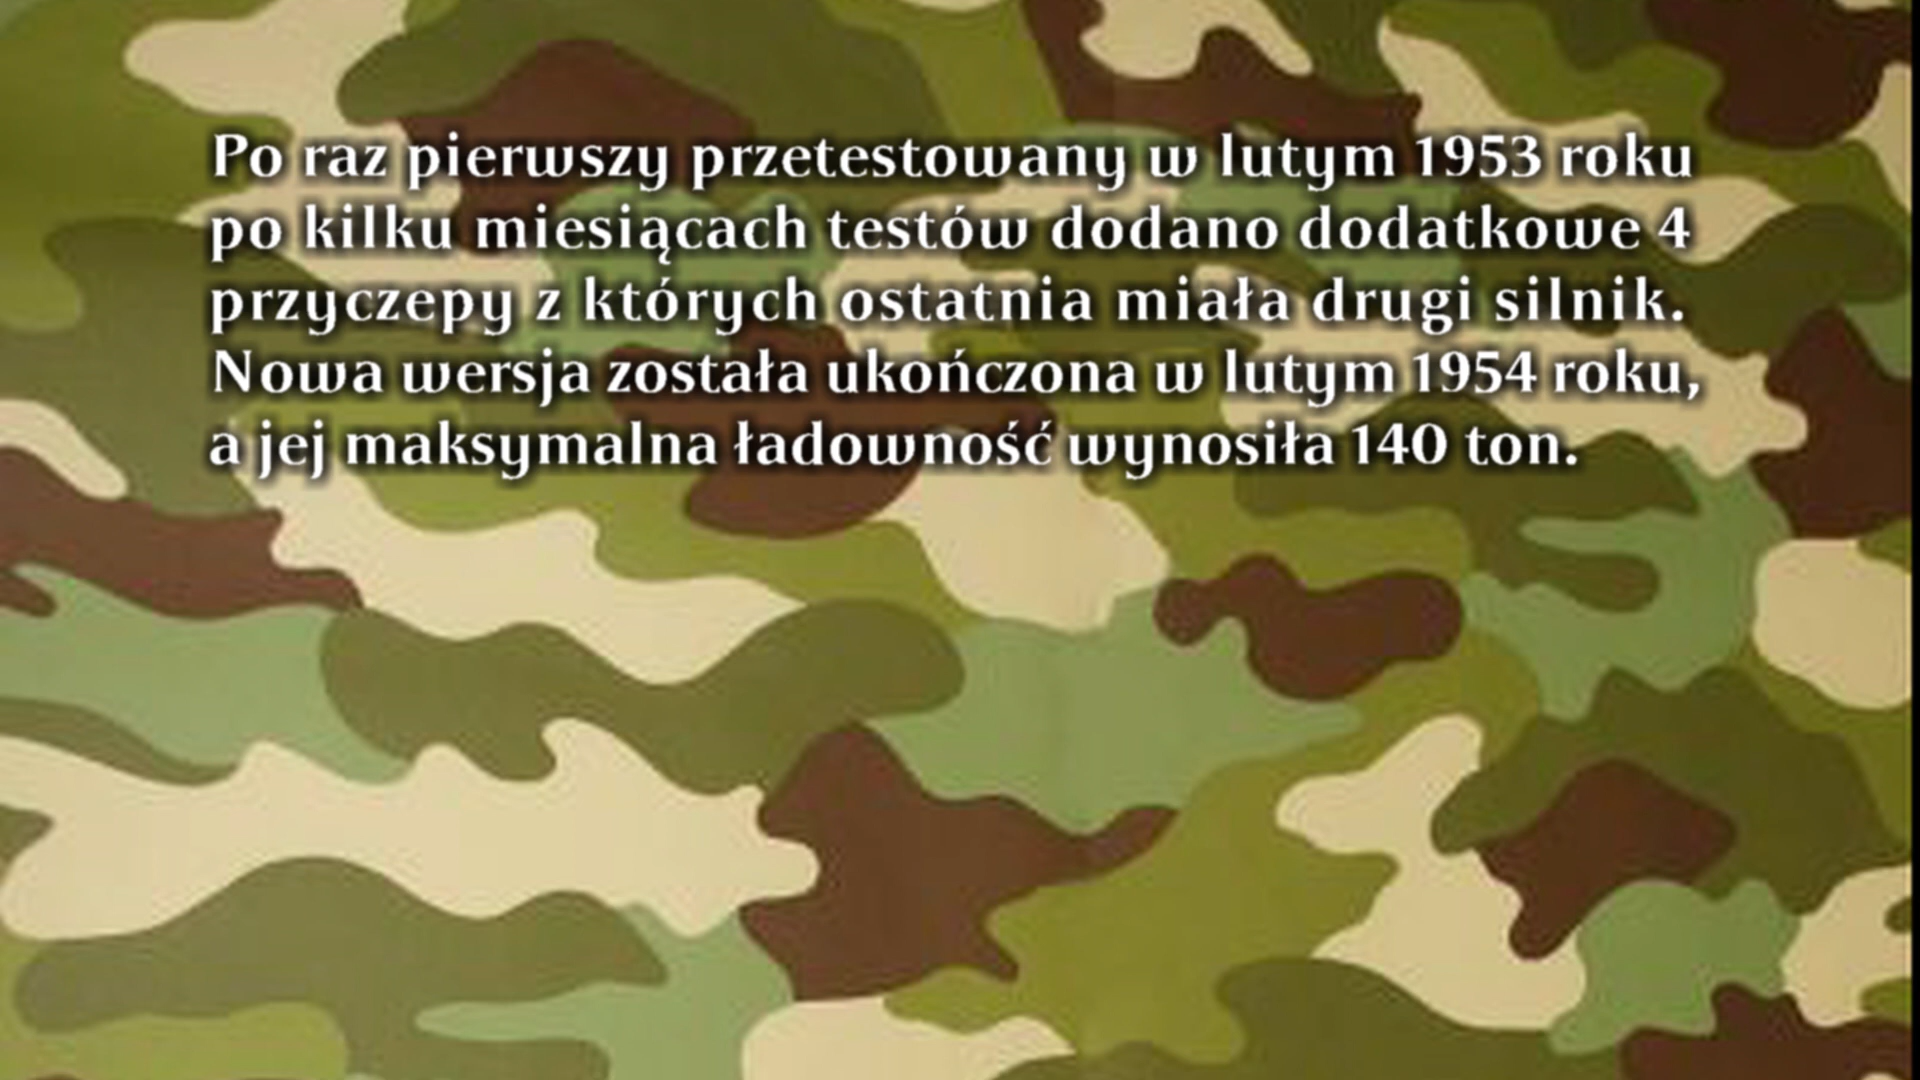 Po raz pierwszy przetestowany w lutym 1953 roku
po kilku miesiącach testów dodano dodatkowe 4
przyczepy z których ostatnia miała drugi silnik.
Nowa wersja została ukończona w lutym 1954 roku,
a jej maksymalna ładowność wynosiła 140 ton.